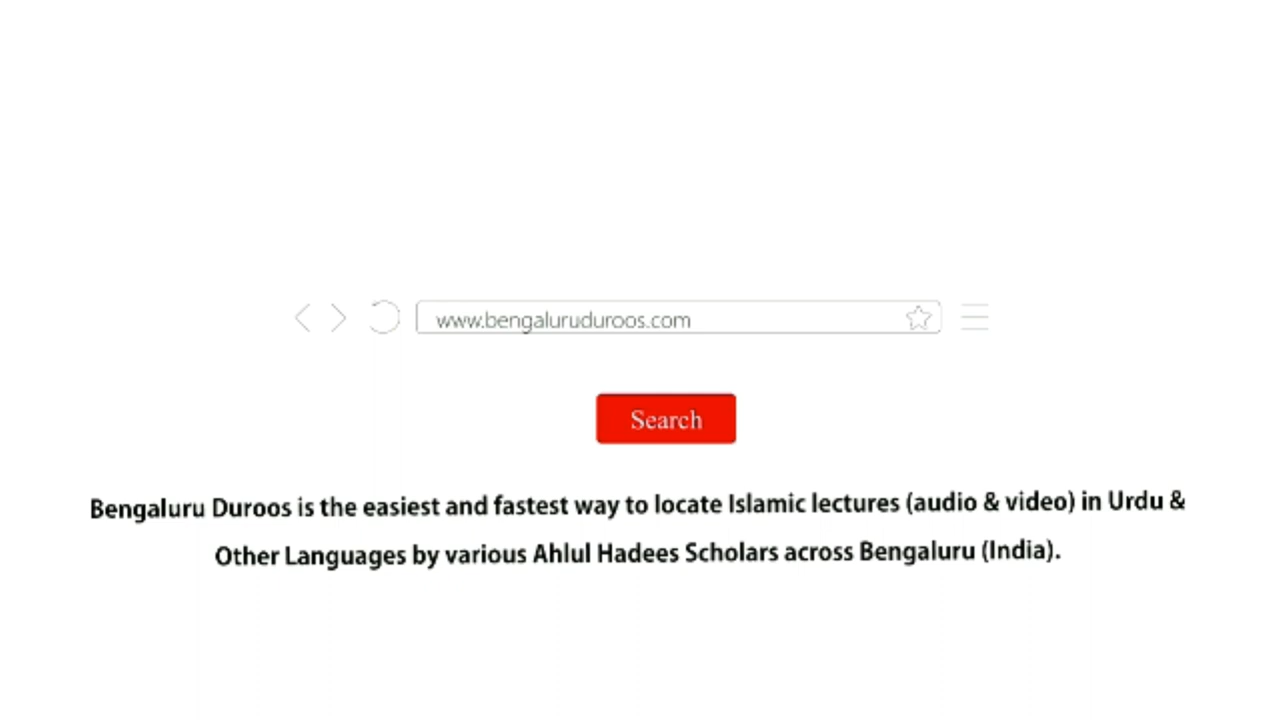 www.bengaluruduroos.com
Search
Bengaluru Duroos is the easiest and fastest way to locate Islamic lectures (audio & video) in Urdu &
Other Languages by various Ahlul Hadees Scholars across Bengaluru (India).